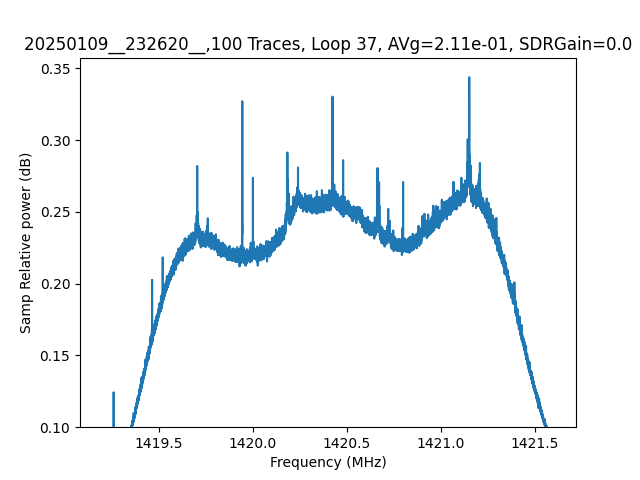 20250109__232620__,100 Traces, Loop 37, AVg=2.11e-01, SDRGain=0.0
0.35
0.30
0.25
0.20
0.15
0.10
Samp Relative power (dB)
1419.5 1420.0 1420.5 1421.0 1421.5
Frequency (MHz)